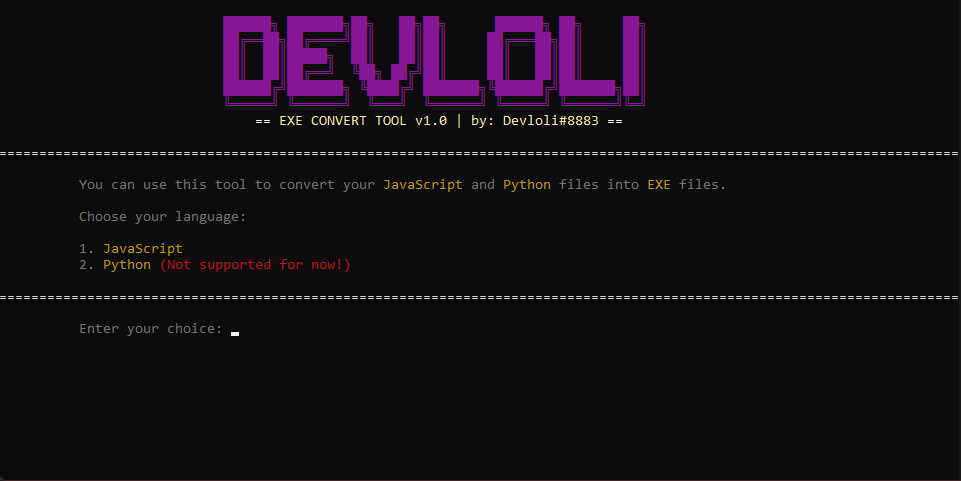 DEVLOLI
== EXE CONVERT TOOL v1.0 | by: Devloli#8883 ==
You can use this tool to convert your JavaScript and Python files into EXE files.
Choose your language:
1. JavaScript
2. Python (Not supported for now!)
Enter your choice: